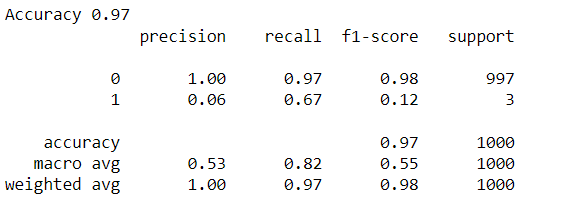 Accuracy 0.97
precision recall f1-score support
0 1.00 0.97 0.98 997
1 0.06 0.67 0.12 3
accuracy 0.97 1000
macro avg 0.53 0.82 0.55 1000
weighted avg 1.00 0.97 0.98 1000